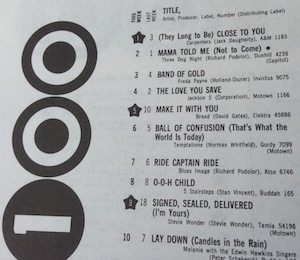 THIS WEEK LAST WEEK TITLE,
Artist, Producer, Label, Number (Distributing Label)
1 3 (They Long to Be) CLOSE TO YOU
Carpenters (Jack Daugherty), A&M 1183
2 1 MAMA TOLD ME (Not to Come)
Three Dog Night (Richard Podolor), Dunhill 4239
(Capitol)
3 4 BAND OF GOLD
Freda Payne (Holland-Dozier) Invictus 9075
4 2 THE LOVE YOU SAVE
Jackson 5 (Corporation), Motown 1166
5 10 MAKE IT WITH YOU
Bread (David Gates), Elektra 45686
6 5 BALL OF CONFUSION (That's What the
World Is Today)
Temptations (Norman Whitfield), Gordy 7099
(Motown)
7 6 RIDE CAPTAIN RIDE
Blues Image (Richard Podolor), Atco 6746
8 8 O-O-H CHILD
5 Stairsteps (Stan Vincent), Buddah 165
9 18 SIGNED, SEALED, DELIVERED
(I'm Yours)
Stevie Wonder (Stevie Wonder), Tamla 54196
(Motown)
10 7 LAY DOWN (Candles in the Rain)
Melanie with the Edwin Hawkins Singers
100